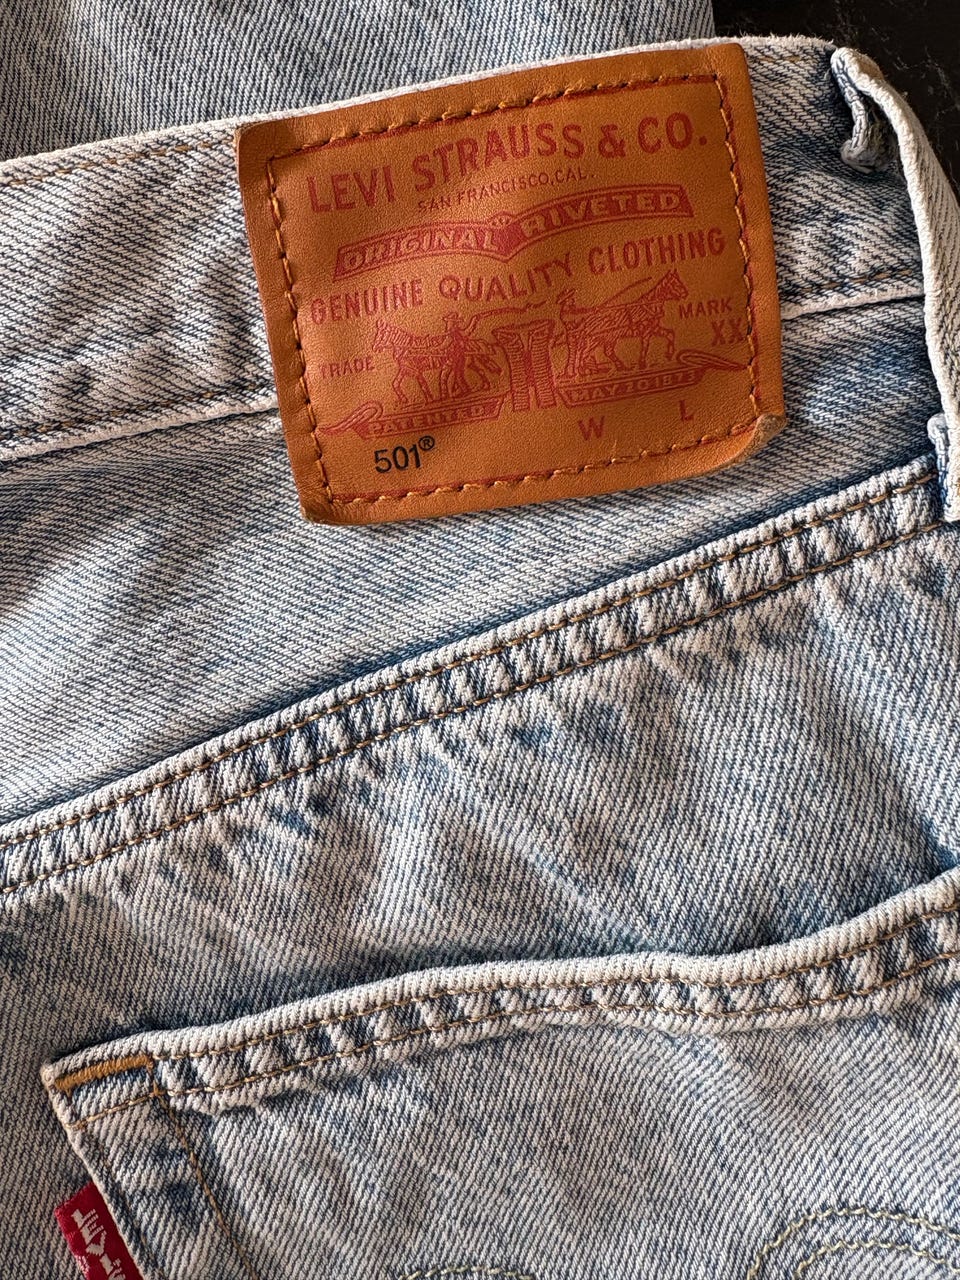 LEVI STRAUSS & CO.
SAN FRANCISCO, CAL.
ORIGINAL RIVETED
GENUINE QUALITY CLOTHING
TRADE MARK
XX
PATENTED MAY 20 1873
W L
501®
LEVI'S